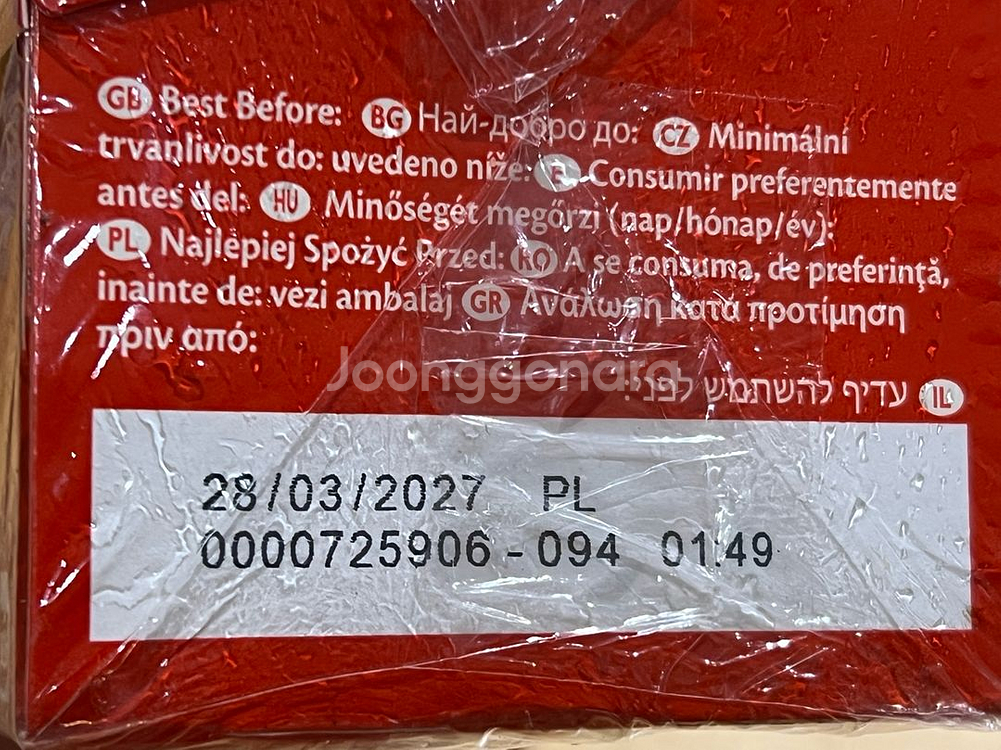 GB Best Before: BG Най-добро до: CZ Minimální
trvanlivost do: uvedeno níže: E Consumir preferentemente
antes del: HU Minőségét megőrzi (nap/hónap/év):
PL Najlepiej Spożyć Przed: RO A se consuma, de preferinţă,
inainte de: vezi ambalaj GR Ανάλωση κατά προτίμηση
πριν από:
Joonggonara
IL עדיף להשתמש לפני:
28/03/2027 PL
0000725906 - 094 01:49